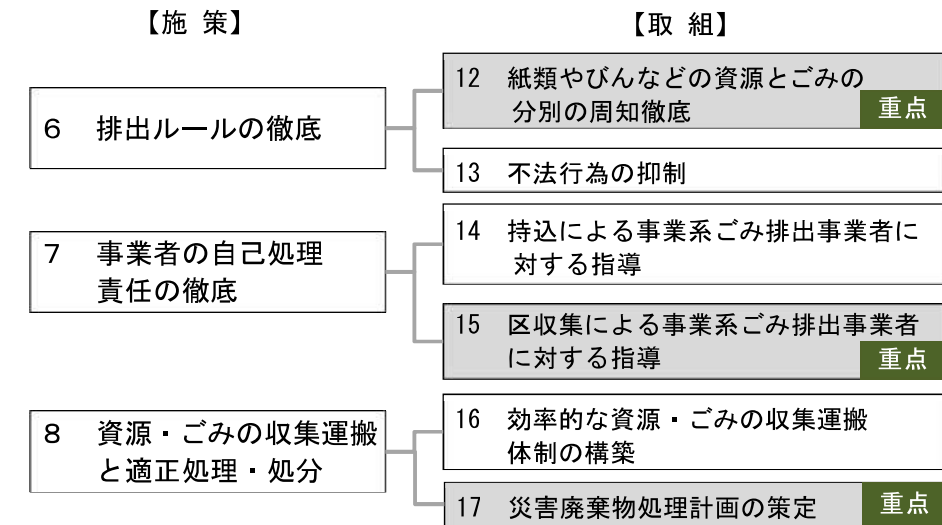 【施 策】
【取 組】
6 排出ルールの徹底
12 紙類やびんなどの資源とごみの
分別の周知徹底
重点
13 不法行為の抑制
7 事業者の自己処理
責任の徹底
14 持込による事業系ごみ排出事業者に
対する指導
15 区収集による事業系ごみ排出事業者
に対する指導
重点
8 資源・ごみの収集運搬
と適正処理・処分
16 効率的な資源・ごみの収集運搬
体制の構築
17 災害廃棄物処理計画の策定
重点